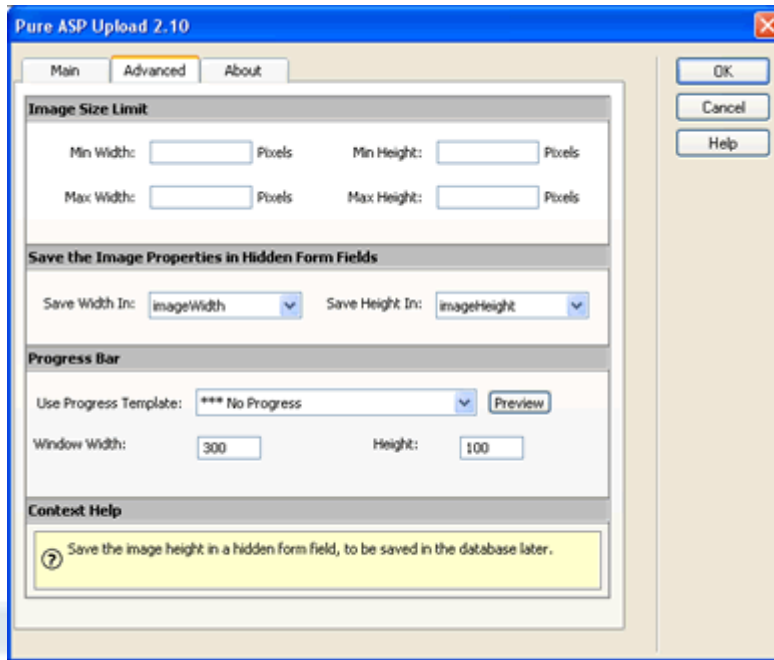 Pure ASP Upload 2.10
Main Advanced About
OK
Cancel
Help
Image Size Limit
Min Width: Pixels Min Height: Pixels
Max Width: Pixels Max Height: Pixels
Save the Image Properties in Hidden Form Fields
Save Width In: imageWidth Save Height In: imageHeight
Progress Bar
Use Progress Template: *** No Progress Preview
Window Width: 300 Height: 100
Context Help
Save the image height in a hidden form field, to be saved in the database later.